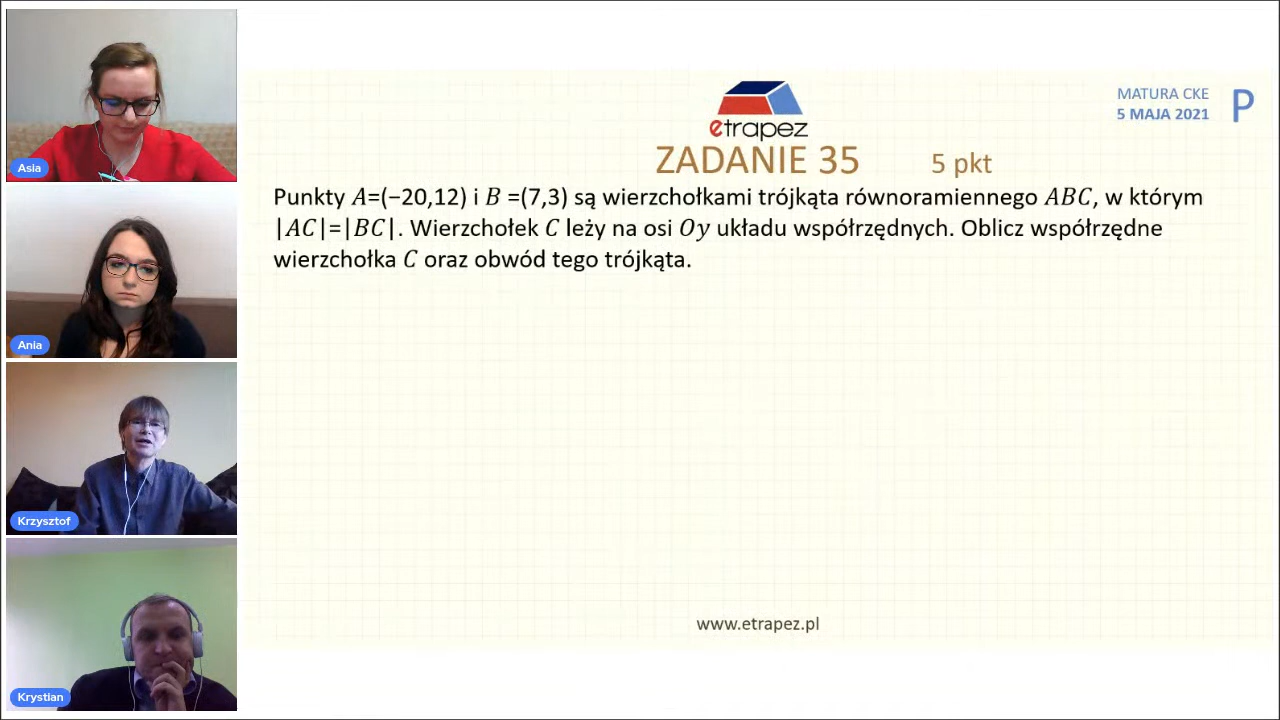 Asia
Ania
Krzysztof
Krystian
etrapez
MATURA CKE
5 MAJA 2021
P
ZADANIE 35 5 pkt
Punkty A=(−20,12) i B =(7,3) są wierzchołkami trójkąta równoramiennego ABC, w którym
|AC|=|BC|. Wierzchołek C leży na osi Oy układu współrzędnych. Oblicz współrzędne
wierzchołka C oraz obwód tego trójkąta.
www.etrapez.pl